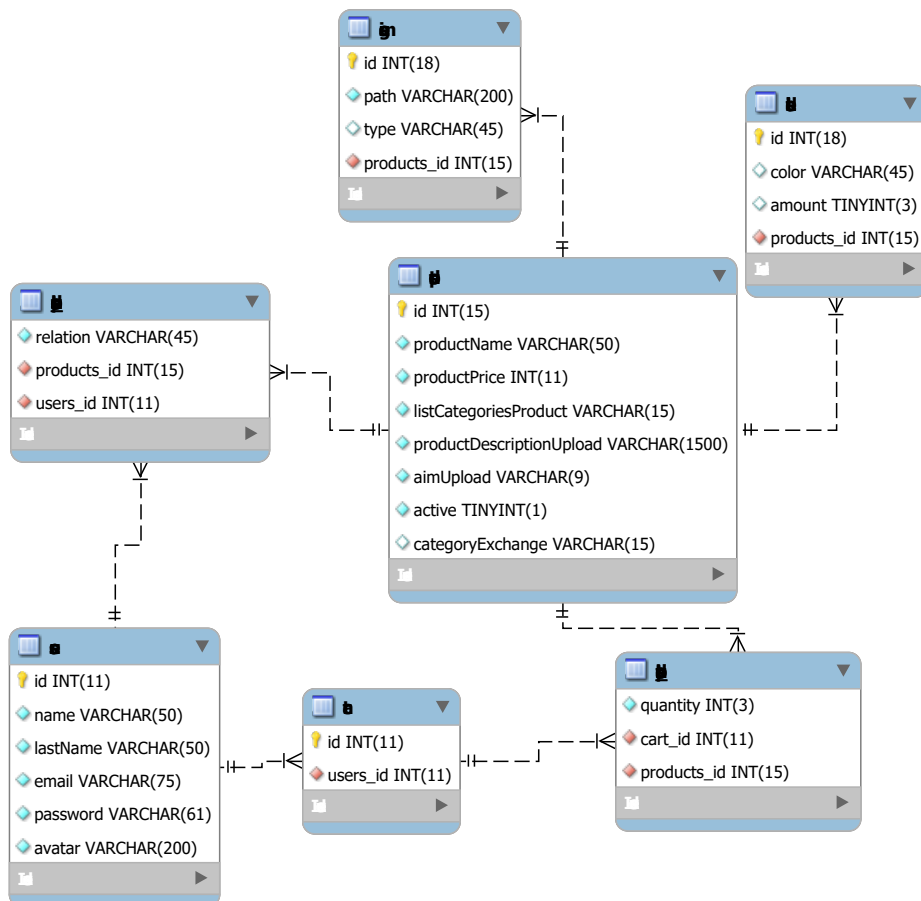 id INT(18)
path VARCHAR(200)
type VARCHAR(45)
products_id INT(15)
id INT(18)
color VARCHAR(45)
amount TINYINT(3)
products_id INT(15)
relation VARCHAR(45)
products_id INT(15)
users_id INT(11)
id INT(15)
productName VARCHAR(50)
productPrice INT(11)
listCategoriesProduct VARCHAR(15)
productDescriptionUpload VARCHAR(1500)
aimUpload VARCHAR(9)
active TINYINT(1)
categoryExchange VARCHAR(15)
id INT(11)
name VARCHAR(50)
lastName VARCHAR(50)
email VARCHAR(75)
password VARCHAR(61)
avatar VARCHAR(200)
id INT(11)
users_id INT(11)
quantity INT(3)
cart_id INT(11)
products_id INT(15)